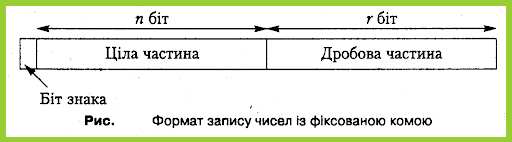 n біт r біт
Ціла частина Дробова частина
Біт знака
Рис. Формат запису чисел із фіксованою комою